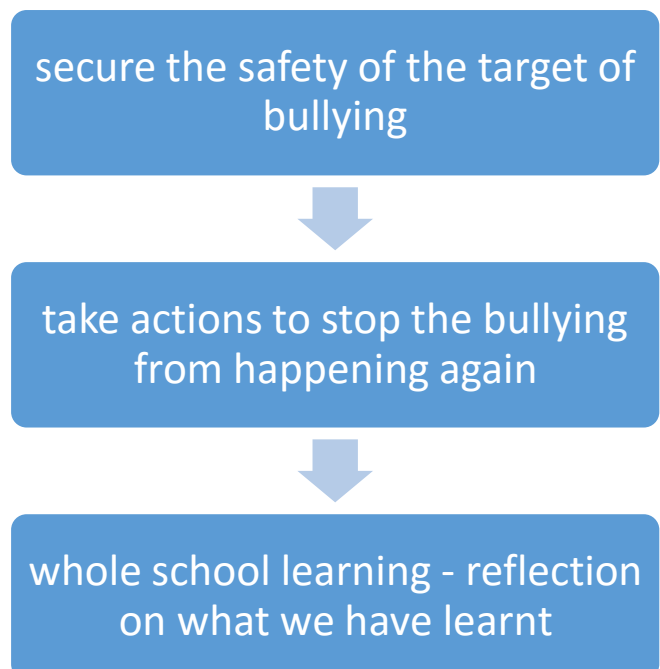 secure the safety of the target of
bullying
take actions to stop the bullying
from happening again
whole school learning - reflection
on what we have learnt